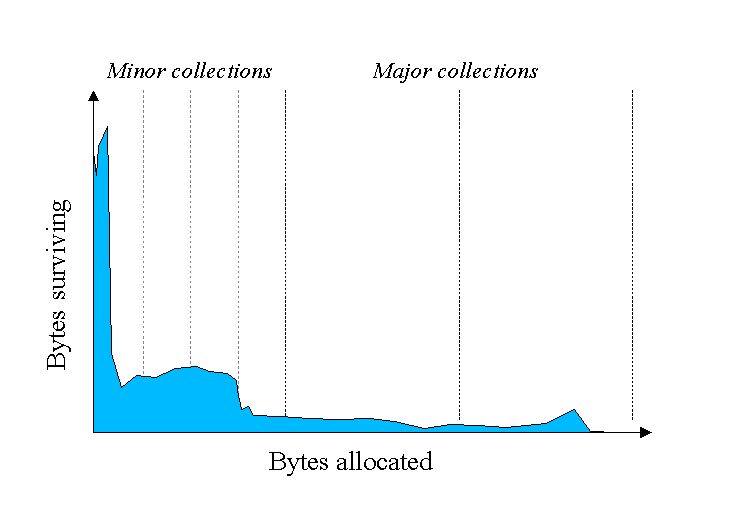 Minor collections
Major collections
Bytes surviving
Bytes allocated